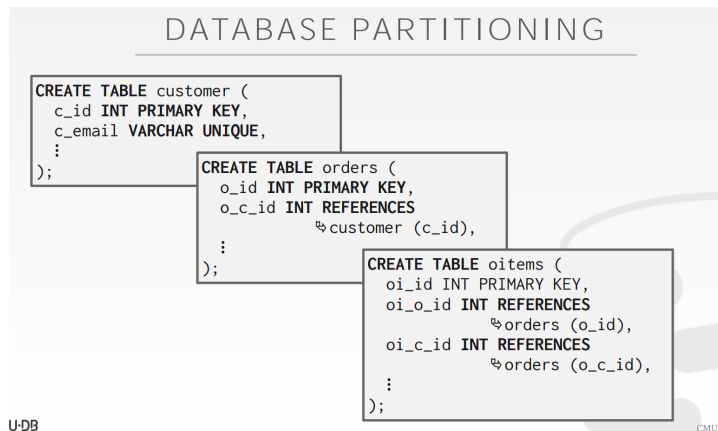 DATABASE PARTITIONING
CREATE TABLE customer (
c_id INT PRIMARY KEY,
c_email VARCHAR UNIQUE,
⋮
);
CREATE TABLE orders (
o_id INT PRIMARY KEY,
o_c_id INT REFERENCES
↳customer (c_id),
⋮
);
CREATE TABLE oitems (
oi_id INT PRIMARY KEY,
oi_o_id INT REFERENCES
↳orders (o_id),
oi_c_id INT REFERENCES
↳orders (o_c_id),
⋮
);
U·DB
CMU